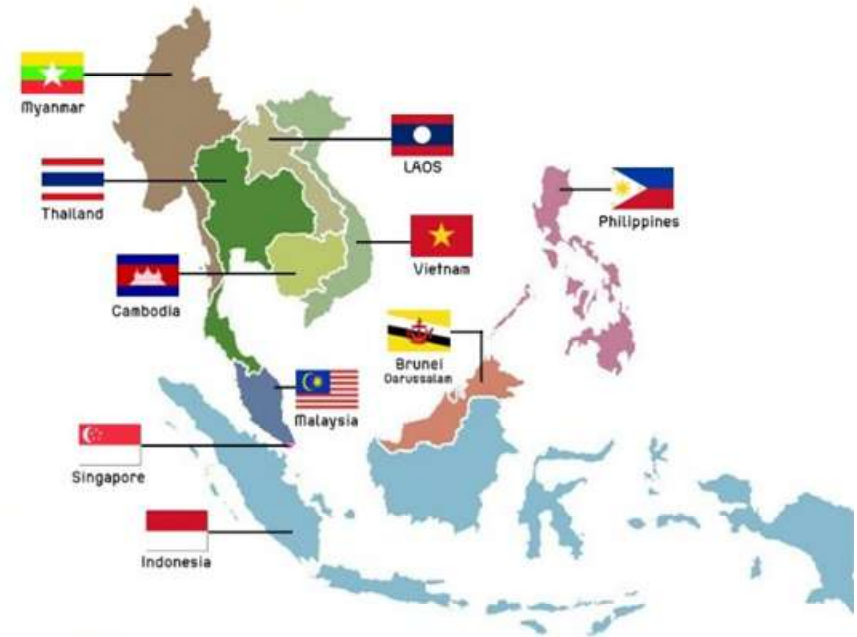 Myanmar
LAOS
Thailand
Philippines
Vietnam
Cambodia
Brunei
Darussalam
Malaysia
Singapore
Indonesia